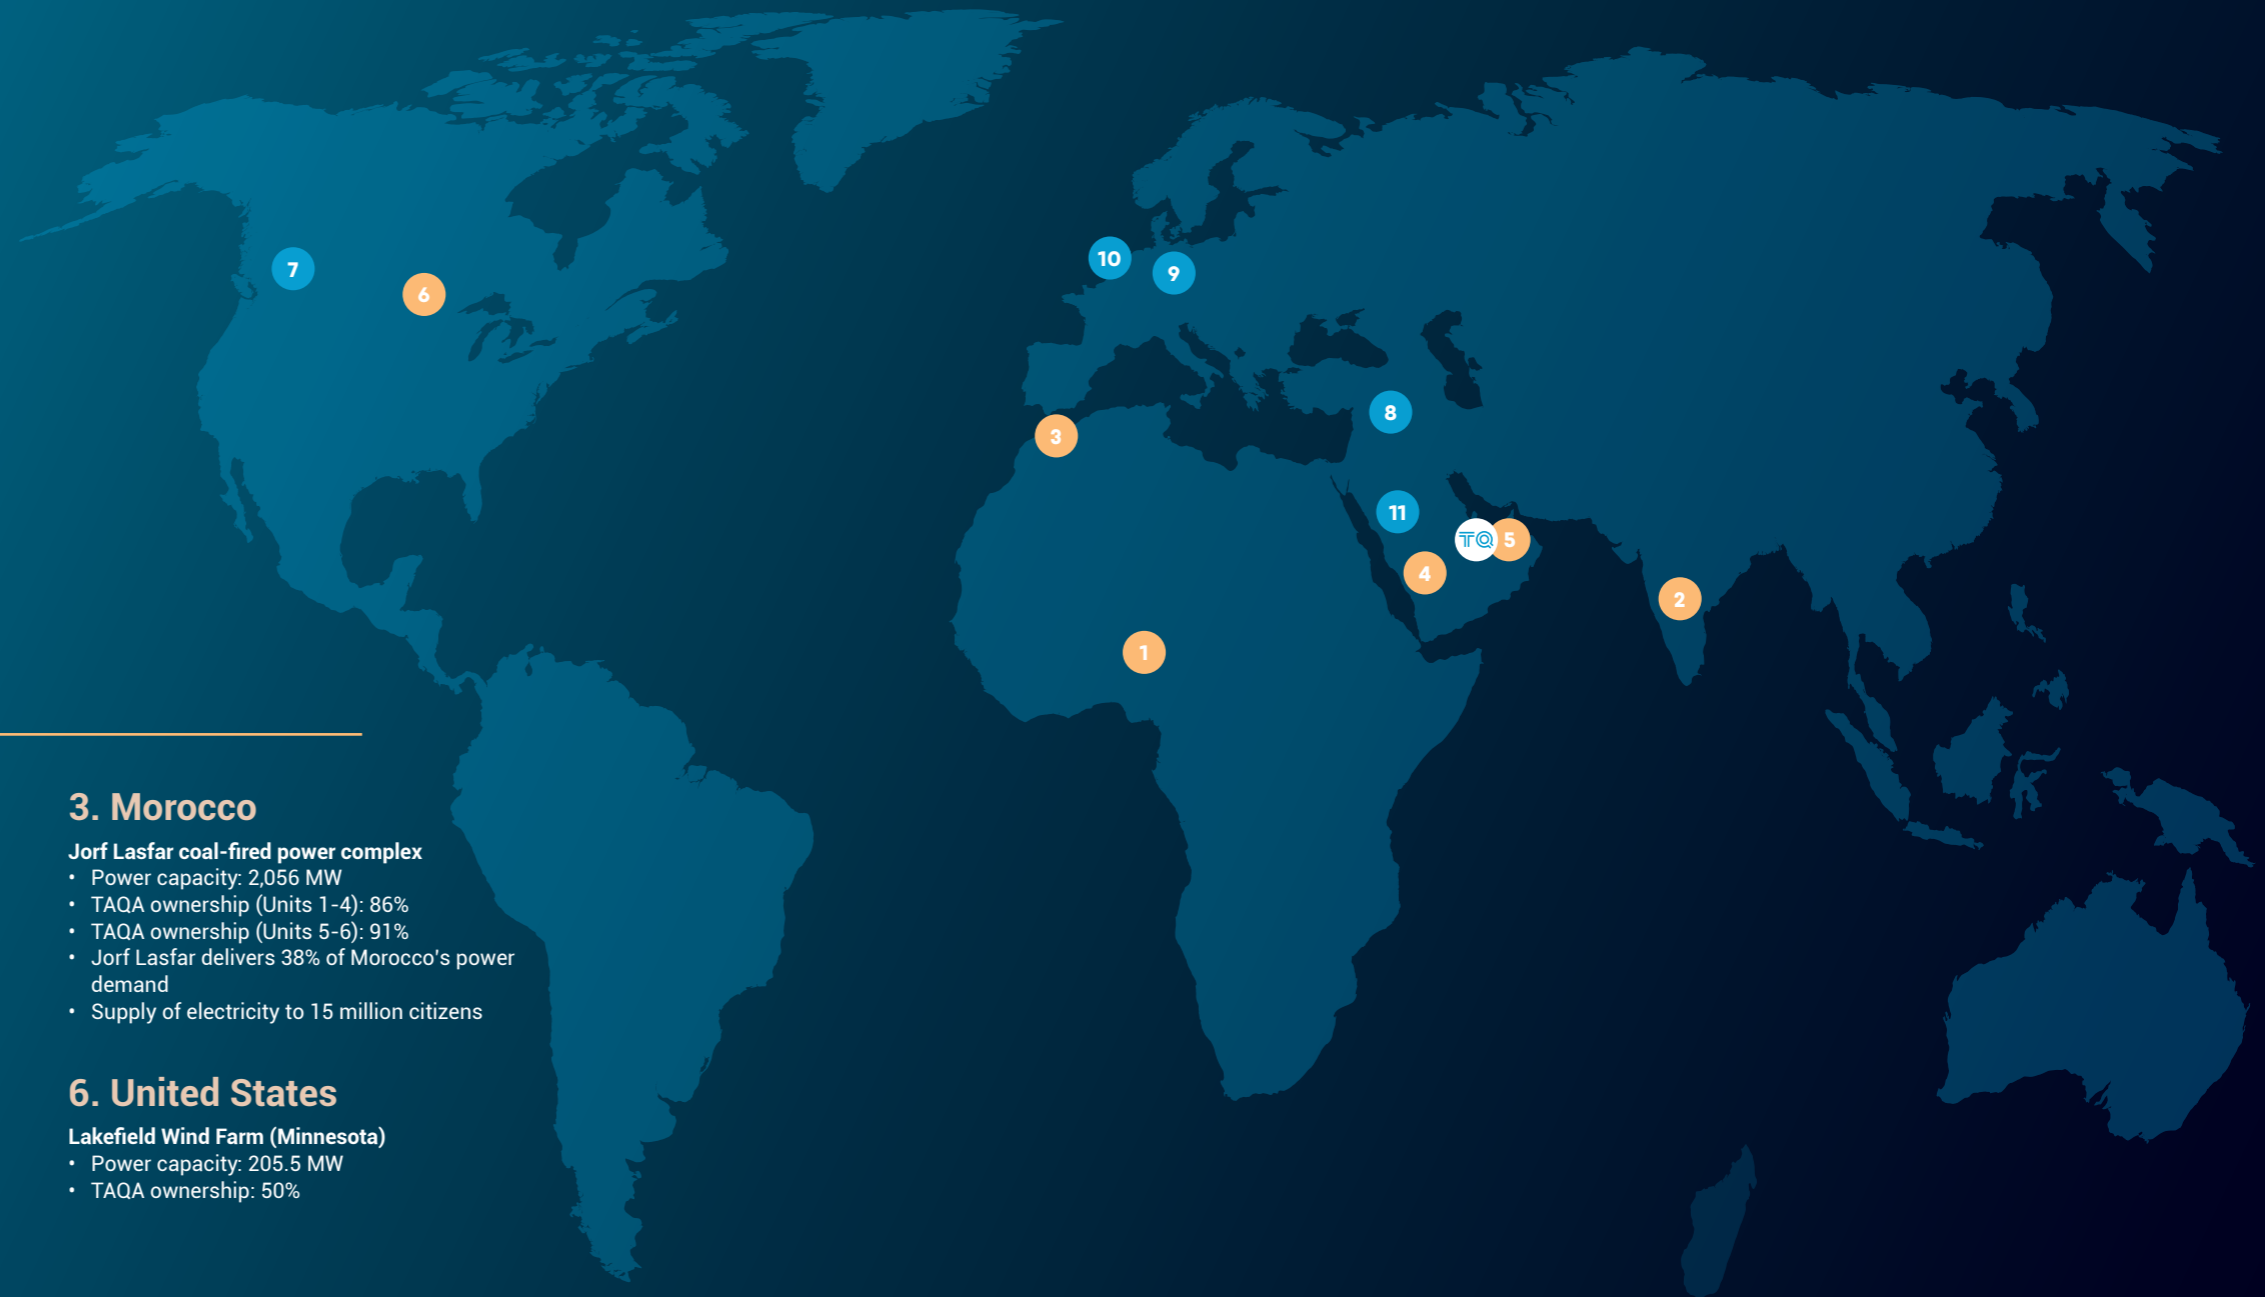 7
6
10
9
8
3
11
TQ
5
4
2
1
3. Morocco
Jorf Lasfar coal-fired power complex
• Power capacity: 2,056 MW
• TAQA ownership (Units 1-4): 86%
• TAQA ownership (Units 5-6): 91%
• Jorf Lasfar delivers 38% of Morocco's power
demand
• Supply of electricity to 15 million citizens
6. United States
Lakefield Wind Farm (Minnesota)
• Power capacity: 205.5 MW
• TAQA ownership: 50%